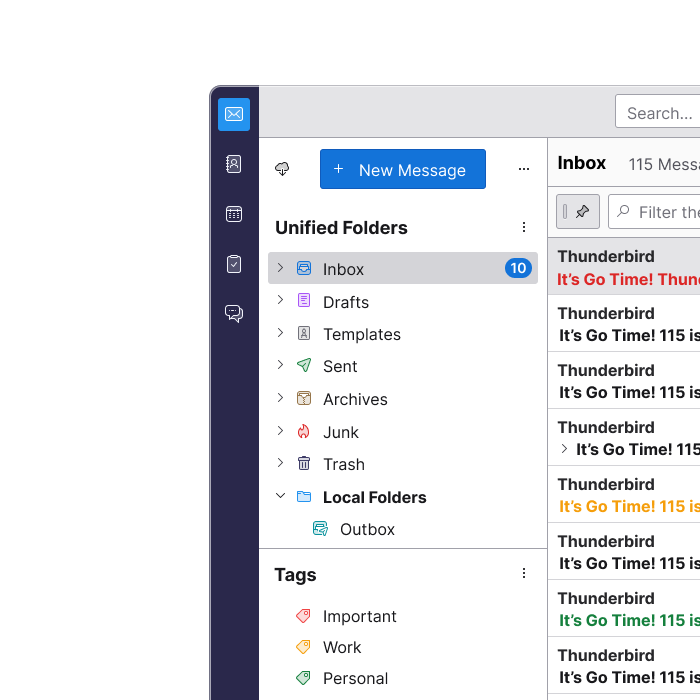 Search...
New Message
Inbox 115 Messa
Filter the
Unified Folders
Inbox 10
Drafts
Templates
Sent
Archives
Junk
Trash
Local Folders
Outbox
Tags
Important
Work
Personal
Thunderbird
It's Go Time! Thund
Thunderbird
It's Go Time! 115 is
Thunderbird
It's Go Time! 115 is
Thunderbird
It's Go Time! 115
Thunderbird
It's Go Time! 115 is
Thunderbird
It's Go Time! 115 is
Thunderbird
It's Go Time! 115 is
Thunderbird
It's Go Time! 115 is